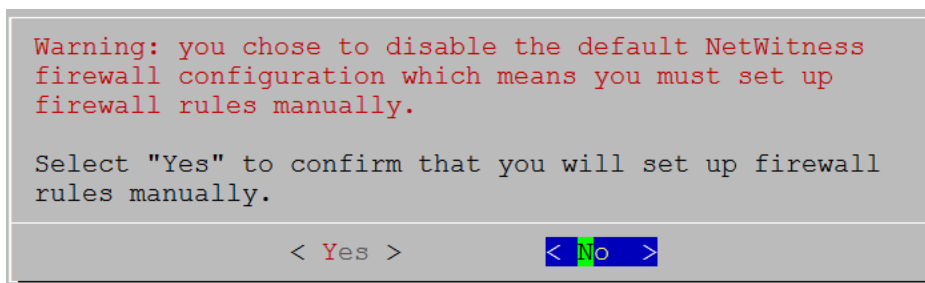 Warning: you chose to disable the default NetWitness
firewall configuration which means you must set up
firewall rules manually.
Select "Yes" to confirm that you will set up firewall
rules manually.
< Yes > < No >